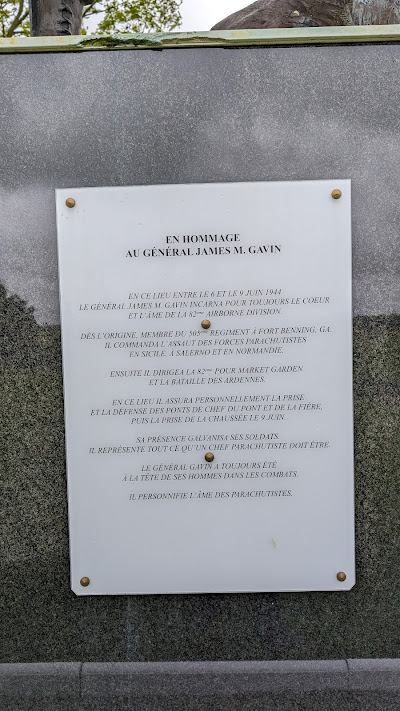 EN HOMMAGE
AU GÉNÉRAL JAMES M. GAVIN
EN CE LIEU ENTRE LE 6 ET LE 9 JUIN 1944
LE GÉNÉRAL JAMES M. GAVIN INCARNA POUR TOUJOURS LE COEUR
ET L'ÂME DE LA 82ème AIRBORNE DIVISION.
DÈS L'ORIGINE, MEMBRE DU 505ème REGIMENT À FORT BENNING, GA.
IL COMMANDA L'ASSAUT DES FORCES PARACHUTISTES
EN SICILE, À SALERNO ET EN NORMANDIE.
ENSUITE IL DIRIGEA LA 82ème POUR MARKET GARDEN
ET LA BATAILLE DES ARDENNES.
EN CE LIEU IL ASSURA PERSONNELLEMENT LA PRISE
ET LA DÉFENSE DES PONTS DE CHEF DU PONT ET DE LA FIÈRE,
PUIS LA PRISE DE LA CHAUSSÉE LE 9 JUIN.
SA PRÉSENCE GALVANISA SES SOLDATS.
IL REPRÉSENTE TOUT CE QU'UN CHEF PARACHUTISTE DOIT ÊTRE.
LE GÉNÉRAL GAVIN A TOUJOURS ÉTÉ
À LA TÊTE DE SES HOMMES DANS LES COMBATS.
IL PERSONNIFIE L'ÂME DES PARACHUTISTES.